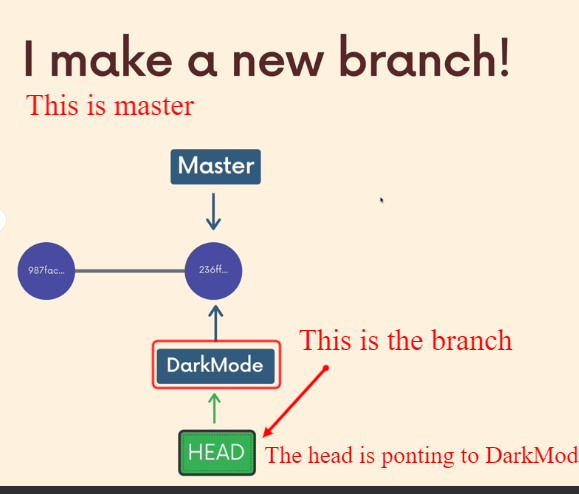 I make a new branch!
This is master
Master
987fac...
236ff...
This is the branch
DarkMode
HEAD
The head is ponting to DarkMod